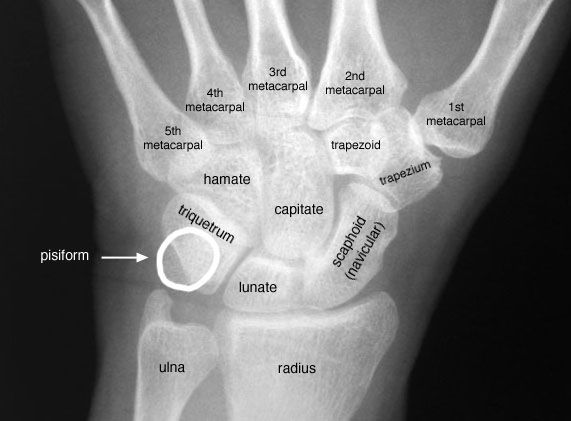 3rd
metacarpal
2nd
metacarpal
4th
metacarpal
1st
metacarpal
5th
metacarpal
trapezoid
trapezium
hamate
capitate
triquetrum
scaphoid
(navicular)
pisiform
lunate
ulna
radius